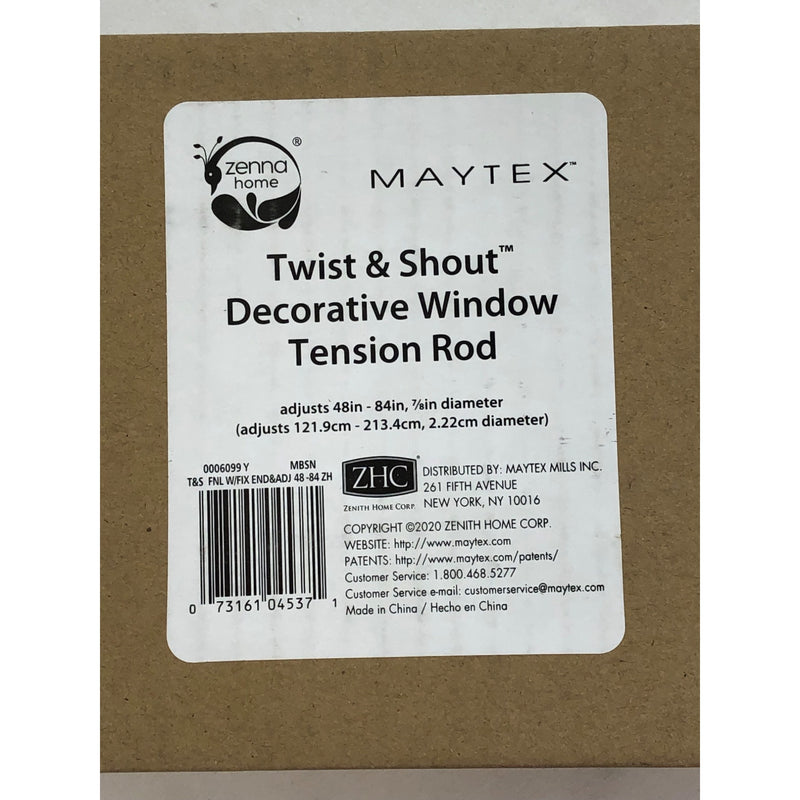 zenna ®
home
MAYTEX™
Twist & Shout™
Decorative Window
Tension Rod
adjusts 48in - 84in, ⅞in diameter
(adjusts 121.9cm - 213.4cm, 2.22cm diameter)
0006099 Y MBSN
T&S FNL W/FIX END&ADJ 48 -84 ZH
0 73161 04537 1
ZHC
ZENITH HOME CORP.
DISTRIBUTED BY: MAYTEX MILLS INC.
261 FIFTH AVENUE
NEW YORK, NY 10016
COPYRIGHT ©2020 ZENITH HOME CORP.
WEBSITE: http://www.maytex.com
PATENTS: http://www.maytex.com/patents/
Customer Service: 1.800.468.5277
Customer Service e-mail: customerservice@maytex.com
Made in China / Hecho en China